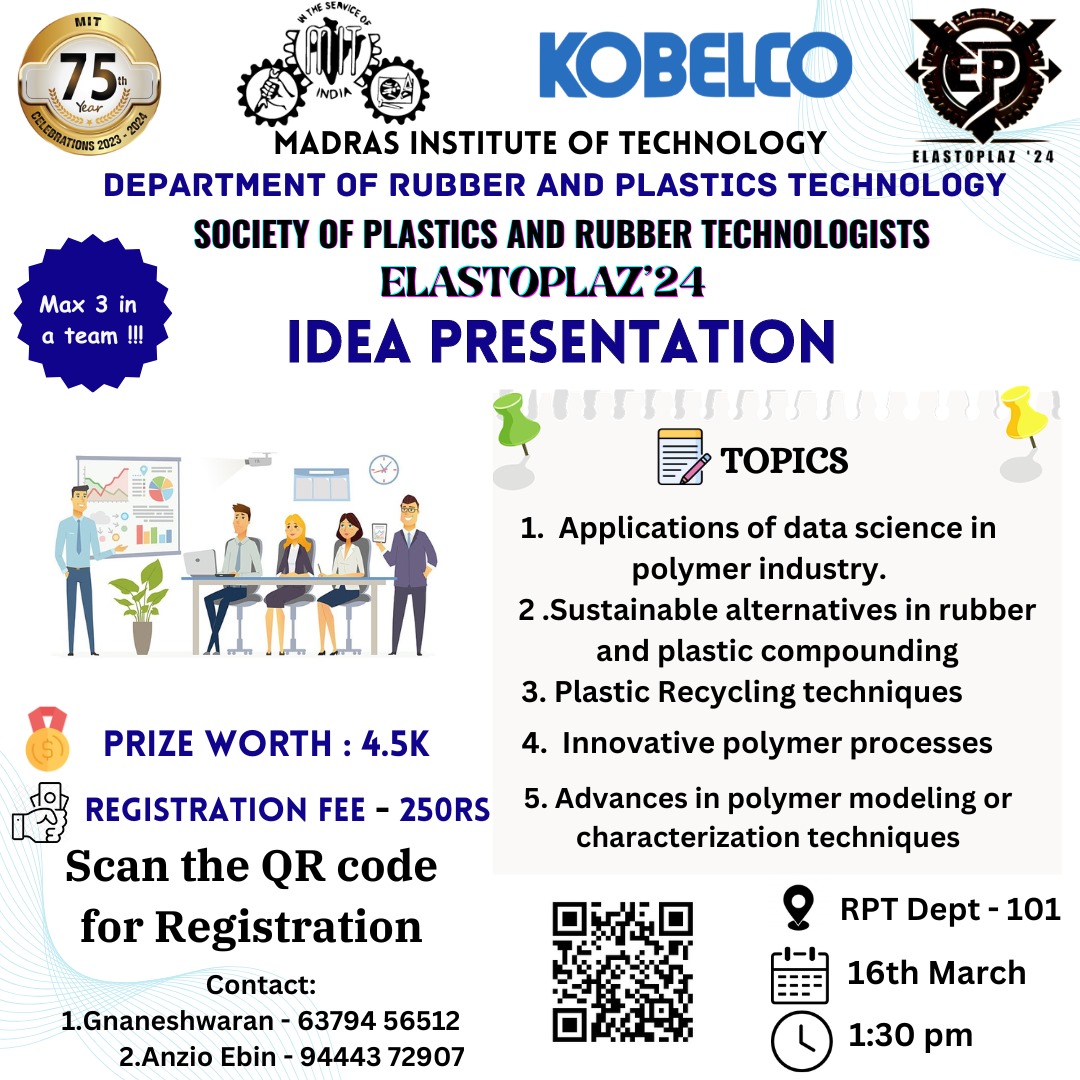 MIT
75th
Year
CELEBRATIONS 2023 - 2024
IN THE SERVICE OF
MIT
INDIA
KOBELCO
EP
ELASTOPLAZ '24
MADRAS INSTITUTE OF TECHNOLOGY
DEPARTMENT OF RUBBER AND PLASTICS TECHNOLOGY
SOCIETY OF PLASTICS AND RUBBER TECHNOLOGISTS
ELASTOPLAZ’24
IDEA PRESENTATION
Max 3 in
a team !!!
TOPICS
1. Applications of data science in
polymer industry.
2 .Sustainable alternatives in rubber
and plastic compounding
3. Plastic Recycling techniques
4. Innovative polymer processes
5. Advances in polymer modeling or
characterization techniques
PRIZE WORTH : 4.5K
REGISTRATION FEE - 250RS
Scan the QR code
for Registration
Contact:
1.Gnaneshwaran - 63794 56512
2.Anzio Ebin - 94443 72907
RPT Dept - 101
16th March
1:30 pm